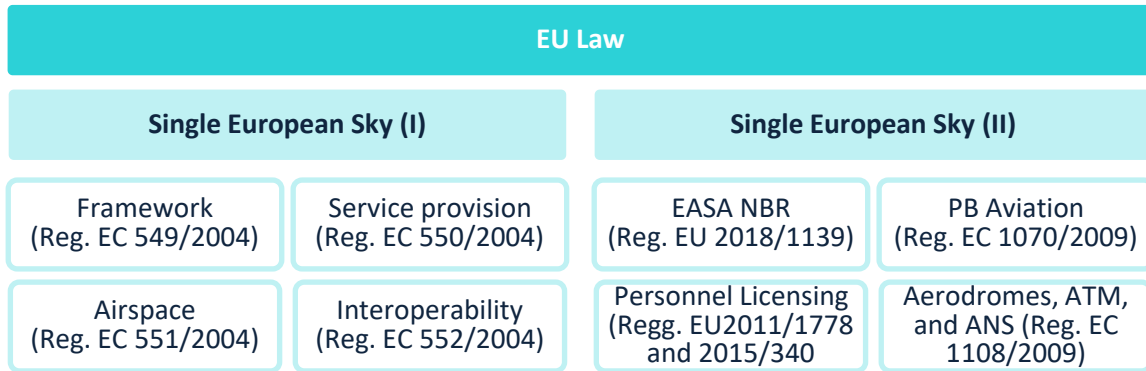 EU Law
Single European Sky (I)
Single European Sky (II)
Framework
(Reg. EC 549/2004)
Service provision
(Reg. EC 550/2004)
EASA NBR
(Reg. EU 2018/1139)
PB Aviation
(Reg. EC 1070/2009)
Airspace
(Reg. EC 551/2004)
Interoperability
(Reg. EC 552/2004)
Personnel Licensing
(Regg. EU2011/1778
and 2015/340
Aerodromes, ATM,
and ANS (Reg. EC
1108/2009)